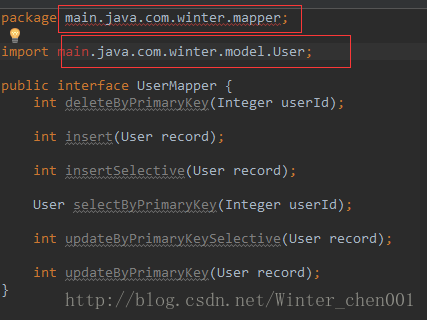 package main.java.com.winter.mapper;
import main.java.com.winter.model.User;
public interface UserMapper {
int deleteByPrimaryKey(Integer userId);
int insert(User record);
int insertSelective(User record);
User selectByPrimaryKey(Integer userId);
int updateByPrimaryKeySelective(User record);
int updateByPrimaryKey(User record);
}
http://blog.csdn.net/Winter_chen001